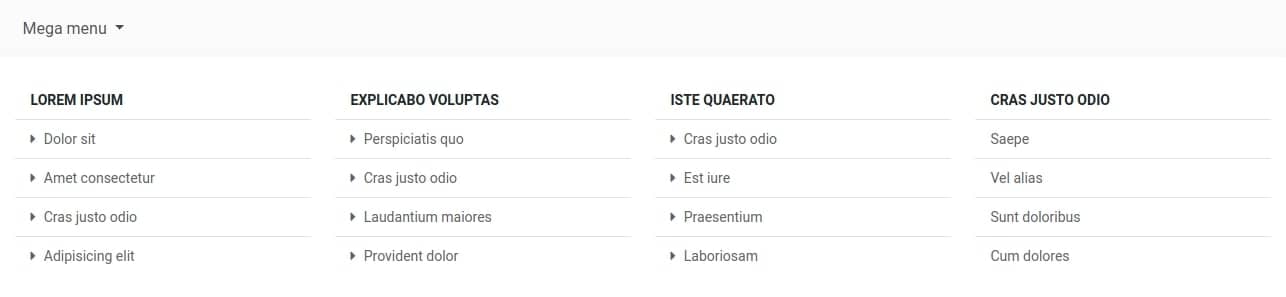 Mega menu
LOREM IPSUM
Dolor sit
Amet consectetur
Cras justo odio
Adipisicing elit
EXPLICABO VOLUPTAS
Perspiciatis quo
Cras justo odio
Laudantium maiores
Provident dolor
ISTE QUAERATO
Cras justo odio
Est iure
Praesentium
Laboriosam
CRAS JUSTO ODIO
Saepe
Vel alias
Sunt doloribus
Cum dolores